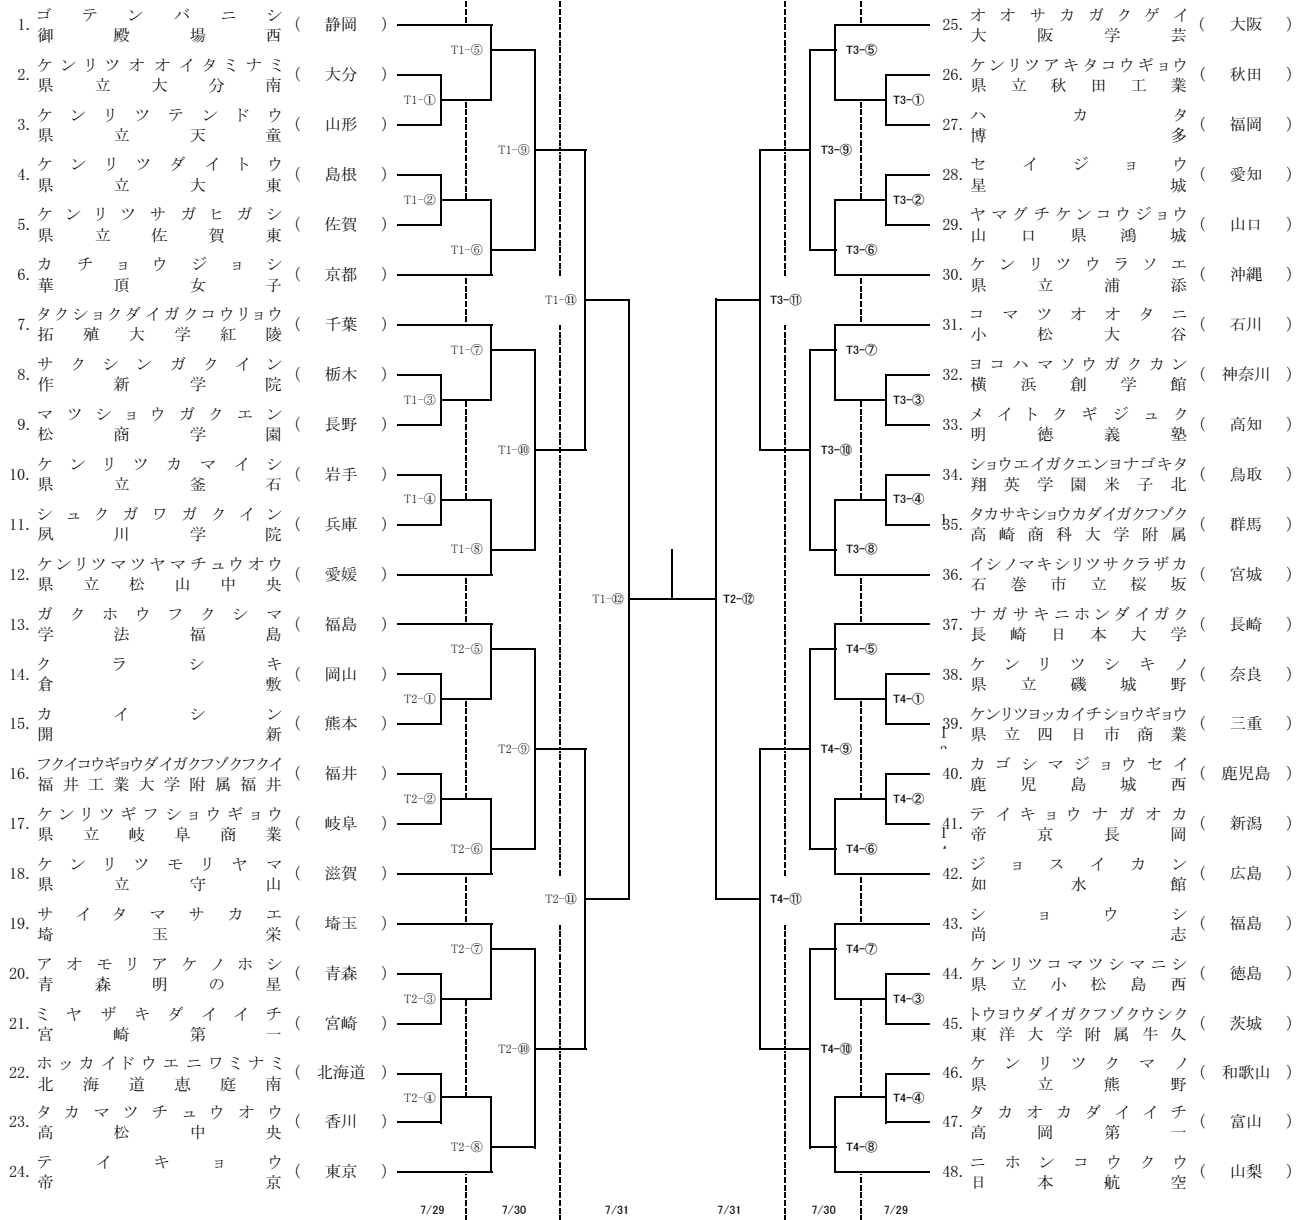 ゴテンバニシ
1. 御殿場西 ( 静岡 )
ケンリツオオイタミナミ
2. 県立大分南 ( 大分 )
ケンリツテンドウ
3. 県立天童 ( 山形 )
ケンリツダイトウ
4. 県立大東 ( 島根 )
ケンリツサガヒガシ
5. 県立佐賀東 ( 佐賀 )
カチョウジョシ
6. 華頂女子 ( 京都 )
タクショクダイガクコウリョウ
7. 拓殖大学紅陵 ( 千葉 )
サクシンガクイン
8. 作新学院 ( 栃木 )
マツショウガクエン
9. 松商学園 ( 長野 )
ケンリツカマイシ
10. 県立釜石 ( 岩手 )
シュクガワガクイン
11. 夙川学院 ( 兵庫 )
ケンリツマツヤマチュウオウ
12. 県立松山中央 ( 愛媛 )
ガクホウフクシマ
13. 学法福島 ( 福島 )
クラシキ
14. 倉敷 ( 岡山 )
カイシン
15. 開新 ( 熊本 )
フクイコウギョウダイガクフゾクフクイ
16. 福井工業大学附属福井 ( 福井 )
ケンリツギフショウギョウ
17. 県立岐阜商業 ( 岐阜 )
ケンリツモリヤマ
18. 県立守山 ( 滋賀 )
サイタマサカエ
19. 埼玉栄 ( 埼玉 )
アオモリアケノホシ
20. 青森明の星 ( 青森 )
ミヤザキダイイチ
21. 宮崎第一 ( 宮崎 )
ホッカイドウエニワミナミ
22. 北海道恵庭南 ( 北海道 )
タカマツチュウオウ
23. 高松中央 ( 香川 )
テイキョウ
24. 帝京 ( 東京 )
T1-⑤
T1-①
T1-⑨
T1-②
T1-⑥
T1-⑪
T1-⑦
T1-③
T1-⑩
T1-④
T1-⑧
T1-⑫
T2-⑤
T2-①
T2-⑨
T2-②
T2-⑥
T2-⑪
T2-⑦
T2-③
T2-⑩
T2-④
T2-⑧
T3-⑤
T3-①
T3-⑨
T3-②
T3-⑥
T3-⑪
T3-⑦
T3-③
T3-⑩
T3-④
T3-⑧
T2-⑫
T4-⑤
T4-①
T4-⑨
T4-②
T4-⑥
T4-⑪
T4-⑦
T4-③
T4-⑩
T4-④
T4-⑧
オオサカガクゲイ
25. 大阪学芸 ( 大阪 )
ケンリツアキタコウギョウ
26. 県立秋田工業 ( 秋田 )
ハカタ
27. 博多 ( 福岡 )
セイジョウ
28. 星城 ( 愛知 )
ヤマグチケンコウジョウ
29. 山口県鴻城 ( 山口 )
ケンリツウラソエ
30. 県立浦添 ( 沖縄 )
コマツオオタニ
31. 小松大谷 ( 石川 )
ヨコハマソウガクカン
32. 横浜創学館 ( 神奈川 )
メイトクギジュク
33. 明徳義塾 ( 高知 )
ショウエイガクエンヨナゴキタ
34. 翔英学園米子北 ( 鳥取 )
タカサキショウカダイガクフゾク
35. 高崎商科大学附属 ( 群馬 )
イシノマキシリツサクラザカ
36. 石巻市立桜坂 ( 宮城 )
ナガサキニホンダイガク
37. 長崎日本大学 ( 長崎 )
ケンリツシキノ
38. 県立磯城野 ( 奈良 )
ケンリツヨッカイチショウギョウ
39. 県立四日市商業 ( 三重 )
カゴシマジョウセイ
40. 鹿児島城西 ( 鹿児島 )
テイキョウナガオカ
41. 帝京長岡 ( 新潟 )
ジョスイカン
42. 如水館 ( 広島 )
ショウシ
43. 尚志 ( 福島 )
ケンリツコマツシマニシ
44. 県立小松島西 ( 徳島 )
トウヨウダイガクフゾクウシク
45. 東洋大学附属牛久 ( 茨城 )
ケンリツクマノ
46. 県立熊野 ( 和歌山 )
タカオカダイイチ
47. 高岡第一 ( 富山 )
ニホンコウクウ
48. 日本航空 ( 山梨 )
7/29 7/30 7/31 7/31 7/30 7/29